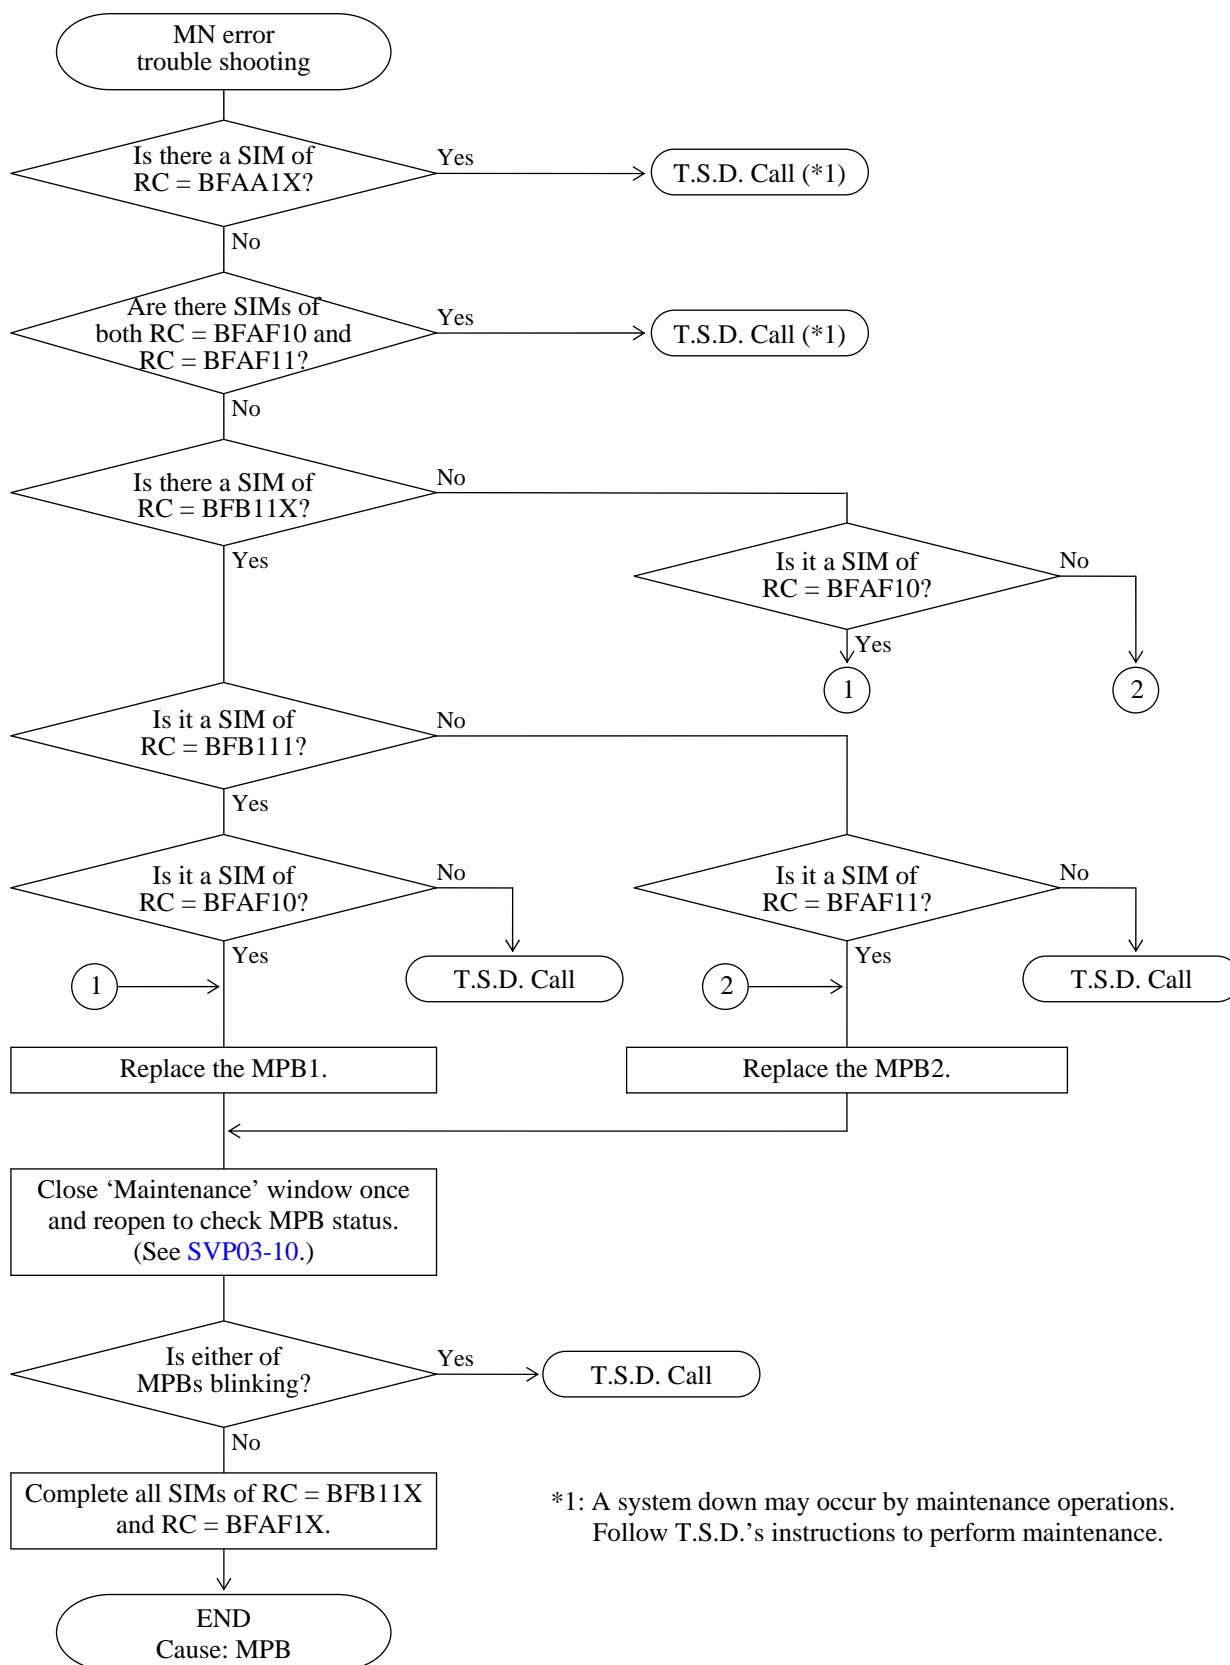 MN error
trouble shooting
Is there a SIM of
RC = BFAA1X?
Yes
T.S.D. Call (*1)
No
Are there SIMs of
both RC = BFAF10 and
RC = BFAF11?
Yes
T.S.D. Call (*1)
No
Is there a SIM of
RC = BFB11X?
No
Yes
Is it a SIM of
RC = BFAF10?
No
Yes
1
2
Is it a SIM of
RC = BFB111?
No
Yes
Is it a SIM of
RC = BFAF10?
No
Yes
T.S.D. Call
Is it a SIM of
RC = BFAF11?
No
Yes
T.S.D. Call
1
2
Replace the MPB1.
Replace the MPB2.
Close ‘Maintenance’ window once
and reopen to check MPB status.
(See SVP03-10.)
Is either of
MPBs blinking?
Yes
T.S.D. Call
No
Complete all SIMs of RC = BFB11X
and RC = BFAF1X.
*1: A system down may occur by maintenance operations.
Follow T.S.D.’s instructions to perform maintenance.
END
Cause: MPB